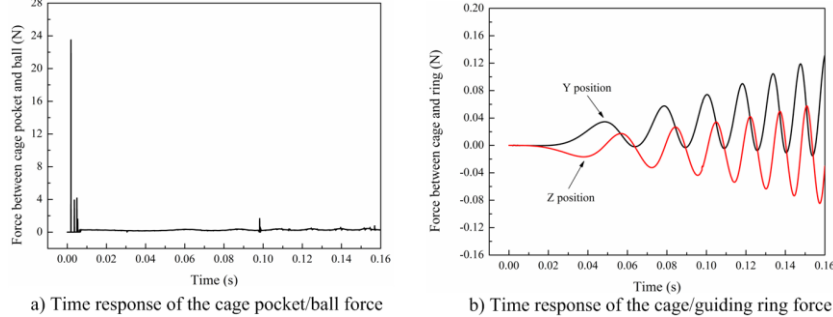 28
24
20
16
12
8
4
0
Force between cage pocket and ball (N)
0.00 0.02 0.04 0.06 0.08 0.10 0.12 0.14 0.16
Time (s)
a) Time response of the cage pocket/ball force
0.20
0.16
0.12
0.08
0.04
0.00
-0.04
-0.08
-0.12
-0.16
Force between cage and ring (N)
Y position
Z position
0.00 0.02 0.04 0.06 0.08 0.10 0.12 0.14 0.16
Time (s)
b) Time response of the cage/guiding ring force